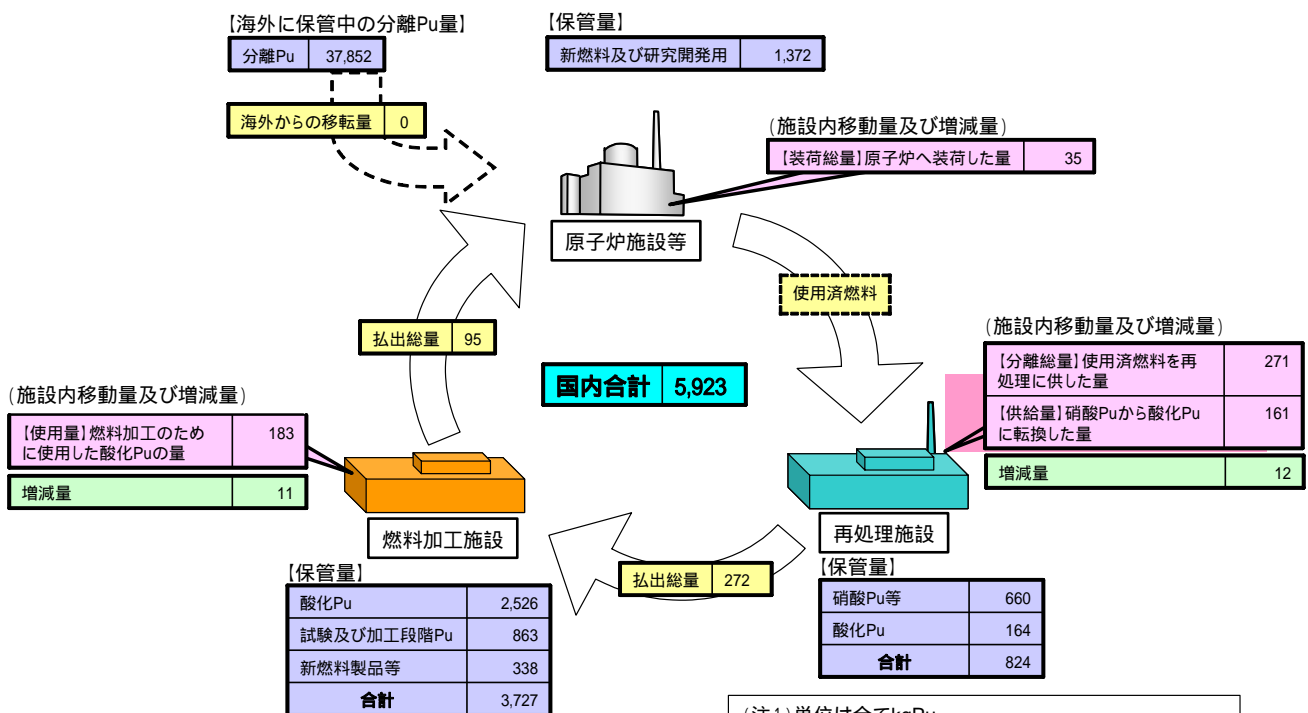 【海外に保管中の分離Pu量】
分離Pu 37,852
海外からの移転量 0
【保管量】
新燃料及び研究開発用 1,372
(施設内移動量及び増減量)
【装荷総量】原子炉へ装荷した量 35
原子炉施設等
使用済燃料
払出総量 95
国内合計 5,923
(施設内移動量及び増減量)
【分離総量】使用済燃料を再
処理に供した量 271
【供給量】硝酸Puから酸化Pu
に転換した量 161
増減量 12
(施設内移動量及び増減量)
【使用量】燃料加工のため
に使用した酸化Puの量 183
増減量 11
燃料加工施設
再処理施設
払出総量 272
【保管量】
酸化Pu 2,526
試験及び加工段階Pu 863
新燃料製品等 338
合計 3,727
【保管量】
硝酸Pu等 660
酸化Pu 164
合計 824
(注1)単位は全てkgPu